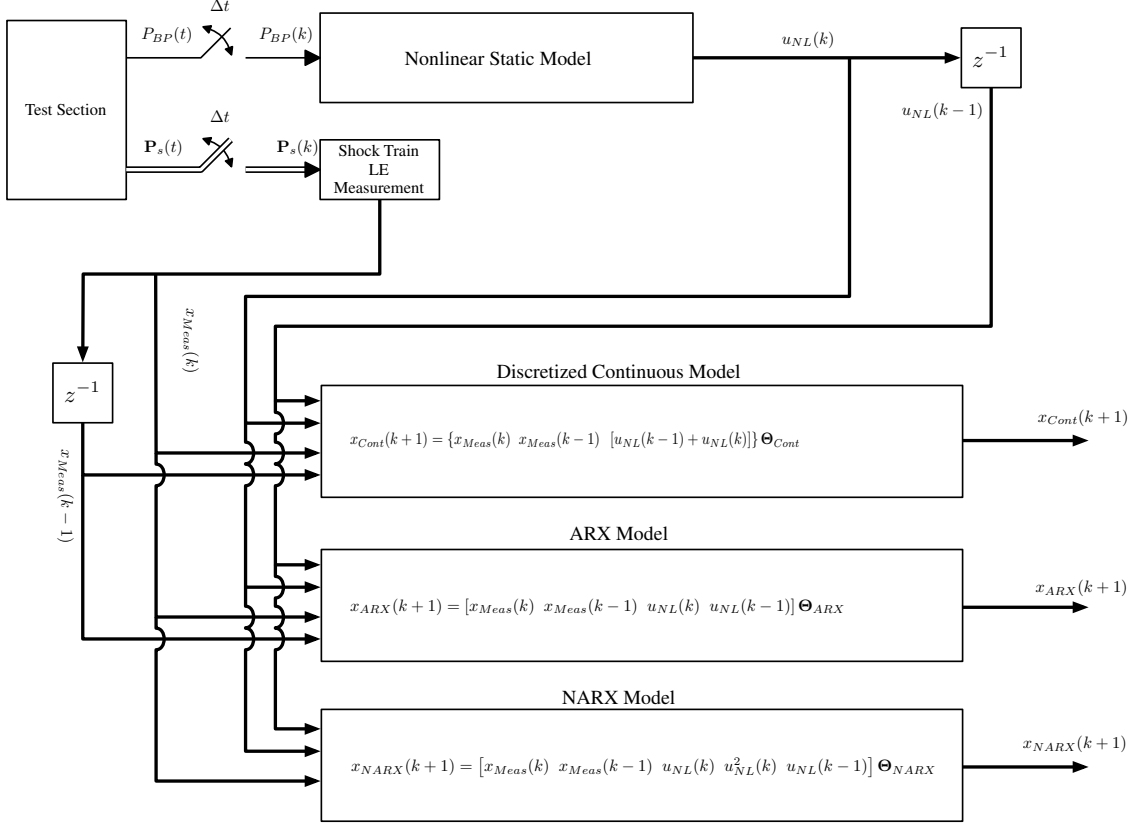 Δt
P_{BP}(t)
P_{BP}(k)
Nonlinear Static Model
u_{NL}(k)
z^{−1}
Test Section
u_{NL}(k−1)
Δt
𝐏_s(t)
𝐏_s(k)
Shock Train
LE
Measurement
x_{Meas}(k)
z^{−1}
x_{Meas}(k − 1)
Discretized Continuous Model
x_{Cont}(k+1) = {x_{Meas}(k) x_{Meas}(k−1) [u_{NL}(k−1) + u_{NL}(k)]} 𝚯_{Cont}
x_{Cont}(k+1)
ARX Model
x_{ARX}(k+1) = [x_{Meas}(k) x_{Meas}(k−1) u_{NL}(k) u_{NL}(k−1)] 𝚯_{ARX}
x_{ARX}(k+1)
NARX Model
x_{NARX}(k+1) = [x_{Meas}(k) x_{Meas}(k−1) u_{NL}(k) u_{NL}^2(k) u_{NL}(k−1)] 𝚯_{NARX}
x_{NARX}(k+1)